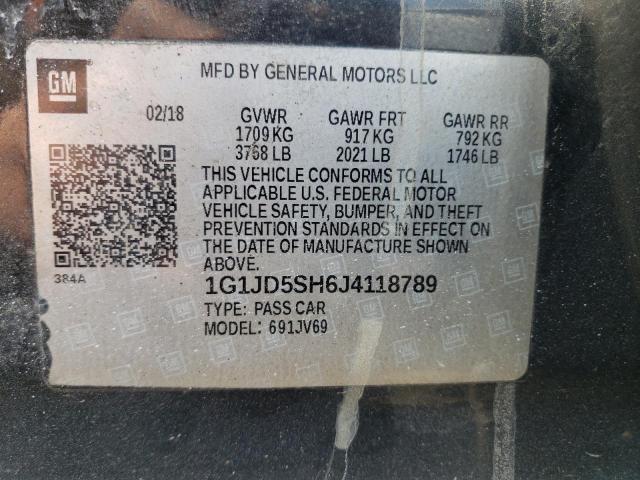 GM
MFD BY GENERAL MOTORS LLC
02/18 GVWR GAWR FRT GAWR RR
1709 KG 917 KG 792 KG
3768 LB 2021 LB 1746 LB
THIS VEHICLE CONFORMS TO ALL
APPLICABLE U.S. FEDERAL MOTOR
VEHICLE SAFETY, BUMPER, AND THEFT
PREVENTION STANDARDS IN EFFECT ON
THE DATE OF MANUFACTURE SHOWN
ABOVE.
384A
1G1JD5SH6J4118789
TYPE: PASS CAR
MODEL: 691JV69